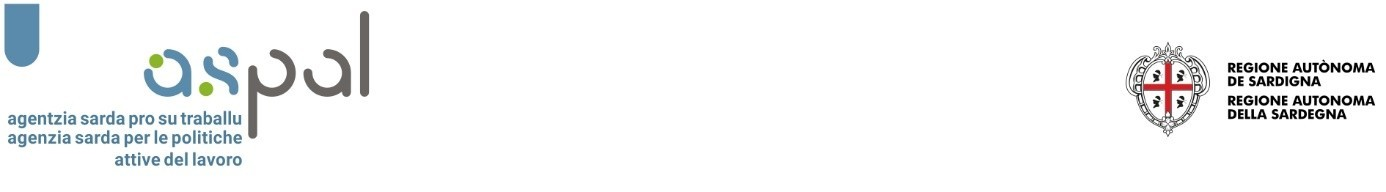 aspal
agentzia sarda pro su traballu
agenzia sarda per le politiche
attive del lavoro
REGIONE AUTÒNOMA
DE SARDIGNA
REGIONE AUTONOMA
DELLA SARDEGNA